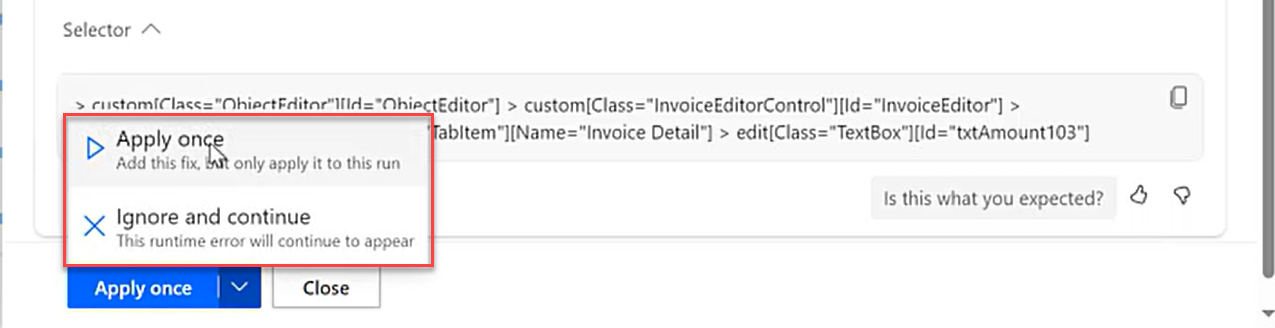 Selector
> custom[Class="ObjectEditor"][Id="ObjectEditor"] > custom[Class="InvoiceEditorControl"][Id="InvoiceEditor"] >
"TabItem"][Name="Invoice Detail"] > edit[Class="TextBox"][Id="txtAmount103"]
Apply once
Add this fix, but only apply it to this run
Is this what you expected?
Ignore and continue
This runtime error will continue to appear
Apply once
Close